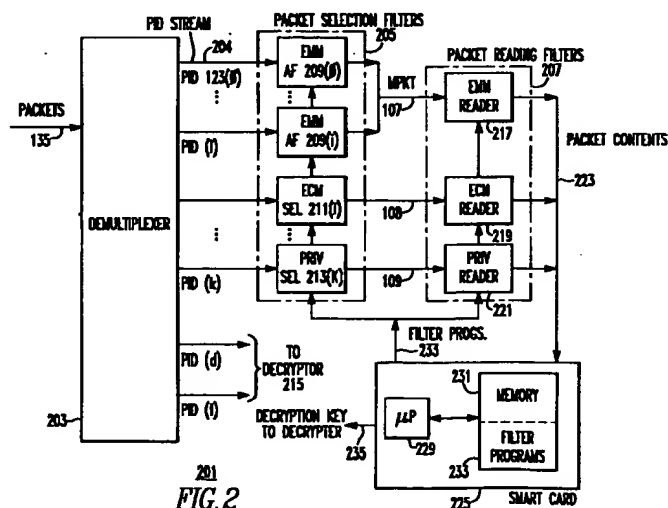 PACKET SELECTION FILTERS
PID STREAM
204
205
PID 123(0)
EMM
AF 209(0)
PACKET READING FILTERS
207
MPKT
107
EMM
READER
217
PACKETS
135
PID (i)
EMM
AF 209(i)
PACKET CONTENTS
223
DEMULTIPLEXER
ECM
SEL 211(I)
108
ECM
READER
219
PID (k)
PRIV
SEL 213(K)
109
PRIV
READER
221
FILTER PROGS.
233
PID (d)
TO
DECRYPTOR
215
PID (f)
203
231
MEMORY
µP
229
FILTER
PROGRAMS
233
DECRYPTION KEY
TO DECRYPTER
235
201
FIG. 2
225
SMART CARD